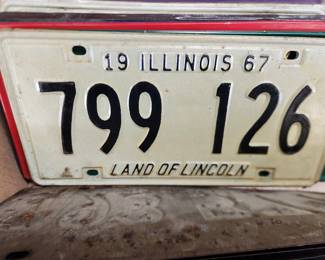 19 ILLINOIS 67
799 126
LAND OF LINCOLN